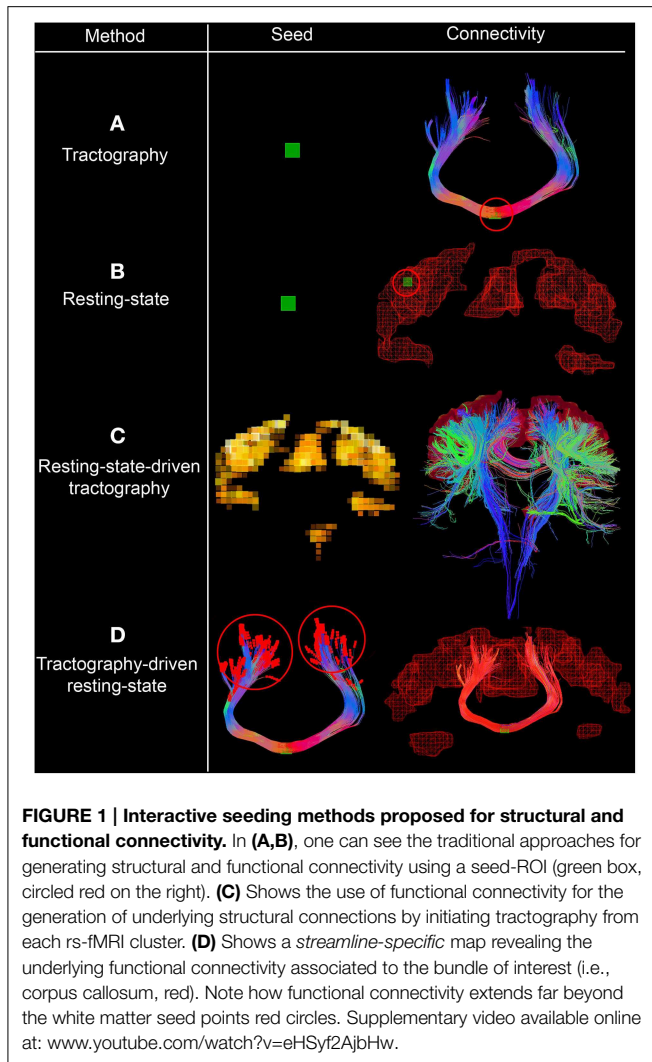 Method Seed Connectivity
A
Tractography
B
Resting-state
C
Resting-state-driven
tractography
D
Tractography-driven
resting-state
FIGURE 1 | Interactive seeding methods proposed for structural and
functional connectivity. In (A,B), one can see the traditional approaches for
generating structural and functional connectivity using a seed-ROI (green box,
circled red on the right). (C) Shows the use of functional connectivity for the
generation of underlying structural connections by initiating tractography from
each rs-fMRI cluster. (D) Shows a streamline-specific map revealing the
underlying functional connectivity associated to the bundle of interest (i.e.,
corpus callosum, red). Note how functional connectivity extends far beyond
the white matter seed points red circles. Supplementary video available online
at: www.youtube.com/watch?v=eHSyf2AjbHw.